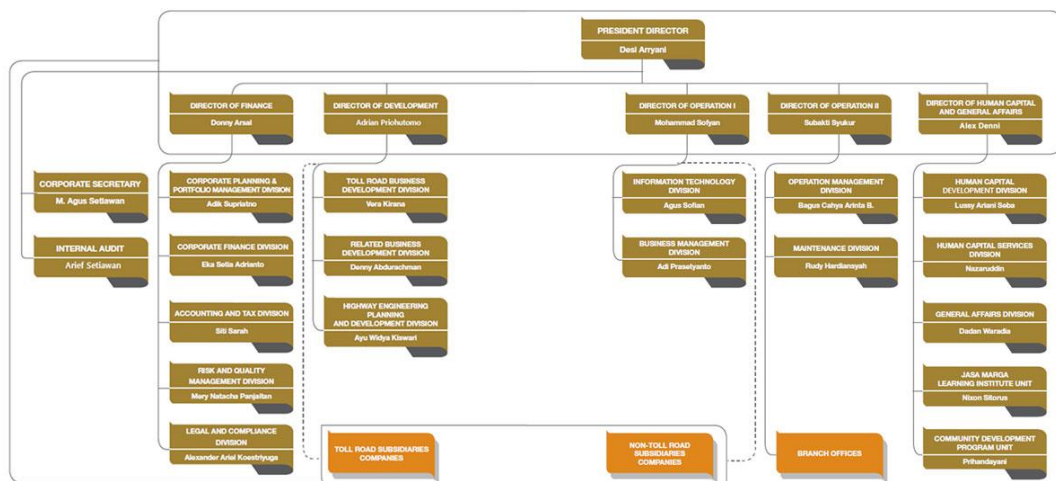 PRESIDENT DIRECTOR
Desi Arryani
DIRECTOR OF FINANCE
Donny Arsal
DIRECTOR OF DEVELOPMENT
Adrian Priohutomo
DIRECTOR OF OPERATION I
Mohammad Sofyan
DIRECTOR OF OPERATION II
Subakti Syukur
DIRECTOR OF HUMAN CAPITAL
AND GENERAL AFFAIRS
Alex Denni
CORPORATE SECRETARY
M. Agus Setiawan
INTERNAL AUDIT
Arief Setiawan
CORPORATE PLANNING &
PORTFOLIO MANAGEMENT DIVISION
Adik Supriatno
CORPORATE FINANCE DIVISION
Eka Setia Adrianto
ACCOUNTING AND TAX DIVISION
Siti Sarah
RISK AND QUALITY
MANAGEMENT DIVISION
Mery Natacha Panjaitan
LEGAL AND COMPLIANCE
DIVISION
Alexander Ariel Koestriyuga
TOLL ROAD BUSINESS
DEVELOPMENT DIVISION
Vera Kirana
RELATED BUSINESS
DEVELOPMENT DIVISION
Denny Abdurachman
HIGHWAY ENGINEERING
PLANNING
AND DEVELOPMENT DIVISION
Ayu Widya Kiswari
INFORMATION TECHNOLOGY
DIVISION
Agus Sofian
BUSINESS MANAGEMENT
DIVISION
Adi Prasetyanto
OPERATION MANAGEMENT
DIVISION
Bagus Cahya Arinta B.
MAINTENANCE DIVISION
Rudy Hardiansyah
HUMAN CAPITAL
DEVELOPMENT DIVISION
Lussy Ariani Seba
HUMAN CAPITAL SERVICES
DIVISION
Nazaruddin
GENERAL AFFAIRS DIVISION
Dadan Waradia
JASA MARGA
LEARNING INSTITUTE UNIT
Nixon Sitorus
COMMUNITY DEVELOPMENT
PROGRAM UNIT
Prihandayani
TOLL ROAD SUBSIDIARIES
COMPANIES
NON-TOLL ROAD
SUBSIDIARIES
COMPANIES
BRANCH OFFICES